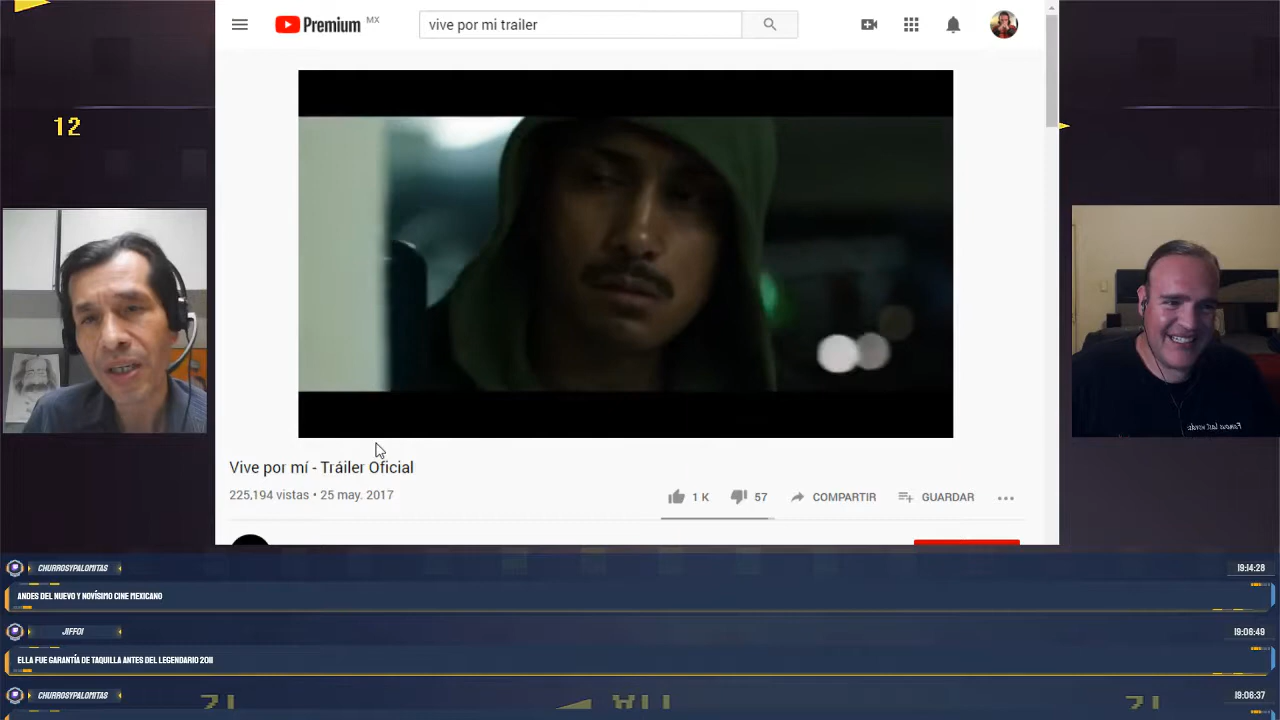 Premium MX
vive por mi trailer
12
Vive por mí - Tráiler Oficial
225,194 vistas • 25 may. 2017
1 K
57
COMPARTIR
GUARDAR
CHURROSYPALOMITAS
19:14:28
ANDES DEL NUEVO Y NOVÍSIMO CINE MEXICANO
JIFFOI
19:06:49
ELLA FUE GARANTÍA DE TAQUILLA ANTES DEL LEGENDARIO 2011
CHURROSYPALOMITAS
19:06:37